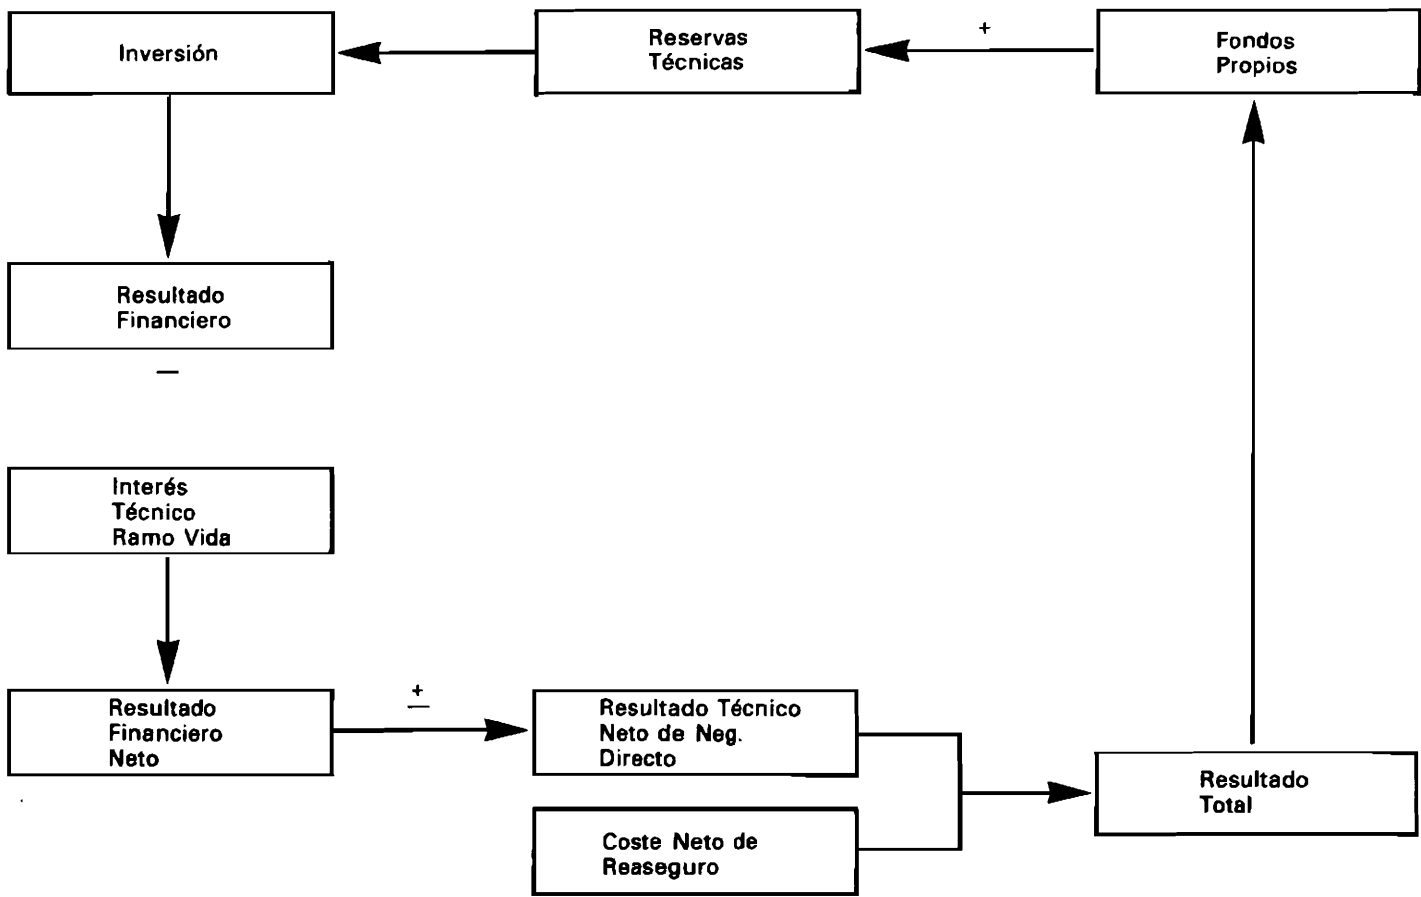 Inversión
Reservas
Técnicas
+
Fondos
Propios
Resultado
Financiero
—
Interés
Técnico
Ramo Vida
Resultado
Financiero
Neto
±
Resultado Técnico
Neto de Neg.
Directo
Coste Neto de
Reaseguro
Resultado
Total